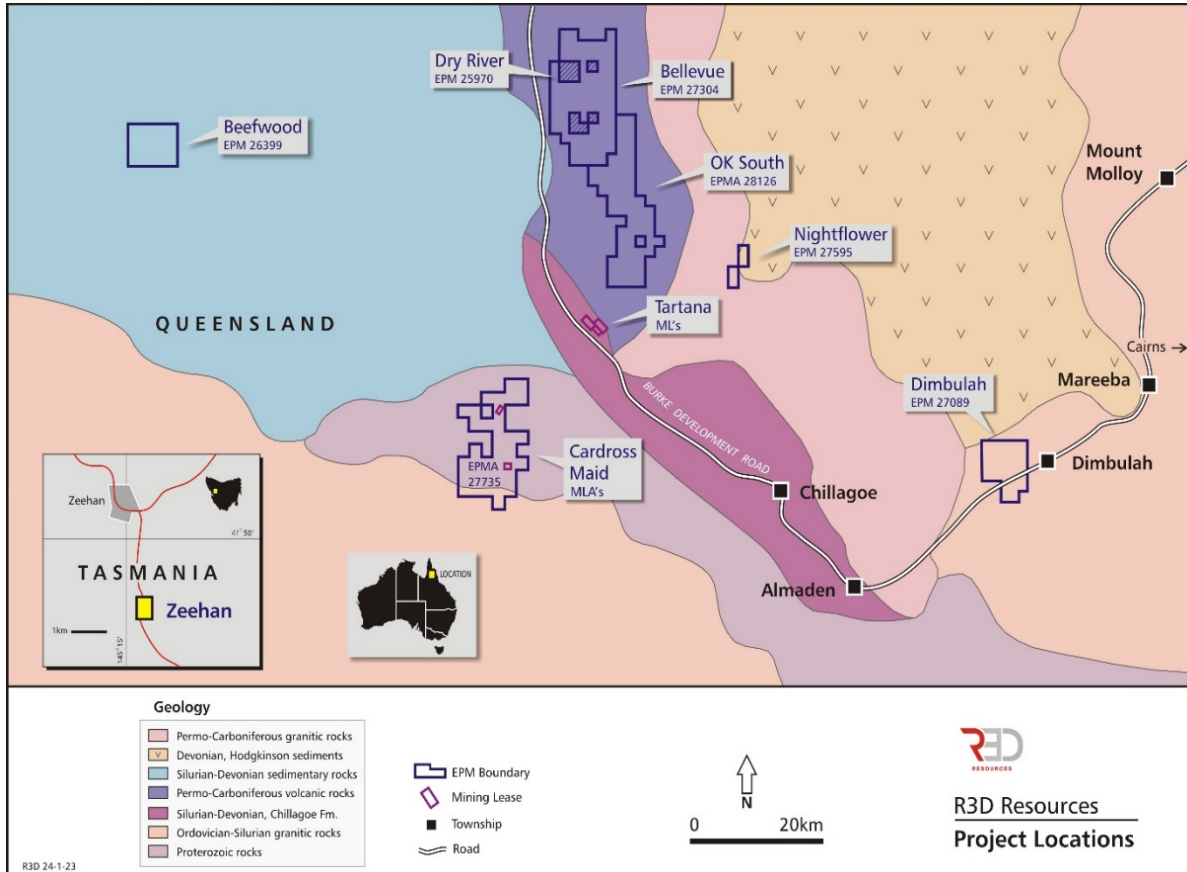 Dry River
EPM 25970
Bellevue
EPM 27304
Beefwood
EPM 26399
OK South
EPMA 28126
Mount
Molloy
Nightflower
EPM 27595
QUEENSLAND
Tartana
ML's
Cairns
Mareeba
Dimbulah
EPM 27089
BURKE DEVELOPMENT ROAD
EPMA
27735
Cardross
Maid
MLA's
Dimbulah
Chillagoe
Almaden
Zeehan
41°50'
TASMANIA
Zeehan
1km
145°15'
LOCATION
Geology
Permo-Carboniferous granitic rocks
Devonian, Hodgkinson sediments
Silurian-Devonian sedimentary rocks
Permo-Carboniferous volcanic rocks
Silurian-Devonian, Chillagoe Fm.
Ordovician-Silurian granitic rocks
Proterozoic rocks
EPM Boundary
Mining Lease
Township
Road
N
0 20km
R3D
RESOURCES
R3D Resources
Project Locations
R3D 24-1-23